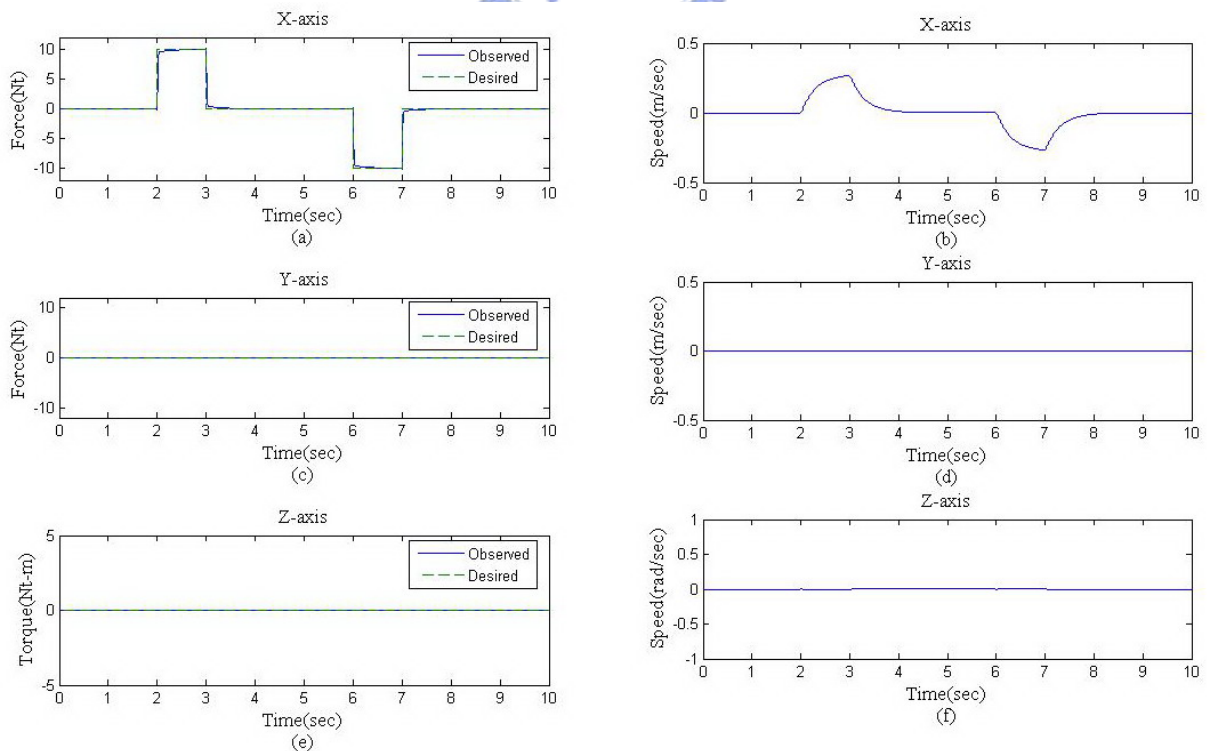 X-axis
Force(Nt)
10
5
0
-5
-10
Observed
Desired
0 1 2 3 4 5 6 7 8 9 10
Time(sec)
(a)
X-axis
Speed(m/sec)
0.5
0
-0.5
0 1 2 3 4 5 6 7 8 9 10
Time(sec)
(b)
Y-axis
Force(Nt)
10
0
-10
Observed
Desired
0 1 2 3 4 5 6 7 8 9 10
Time(sec)
(c)
Y-axis
Speed(m/sec)
0.5
0
-0.5
0 1 2 3 4 5 6 7 8 9 10
Time(sec)
(d)
Z-axis
Torque(Nt-m)
5
0
-5
Observed
Desired
0 1 2 3 4 5 6 7 8 9 10
Time(sec)
(e)
Z-axis
Speed(rad/sec)
1
0.5
0
-0.5
-1
0 1 2 3 4 5 6 7 8 9 10
Time(sec)
(f)